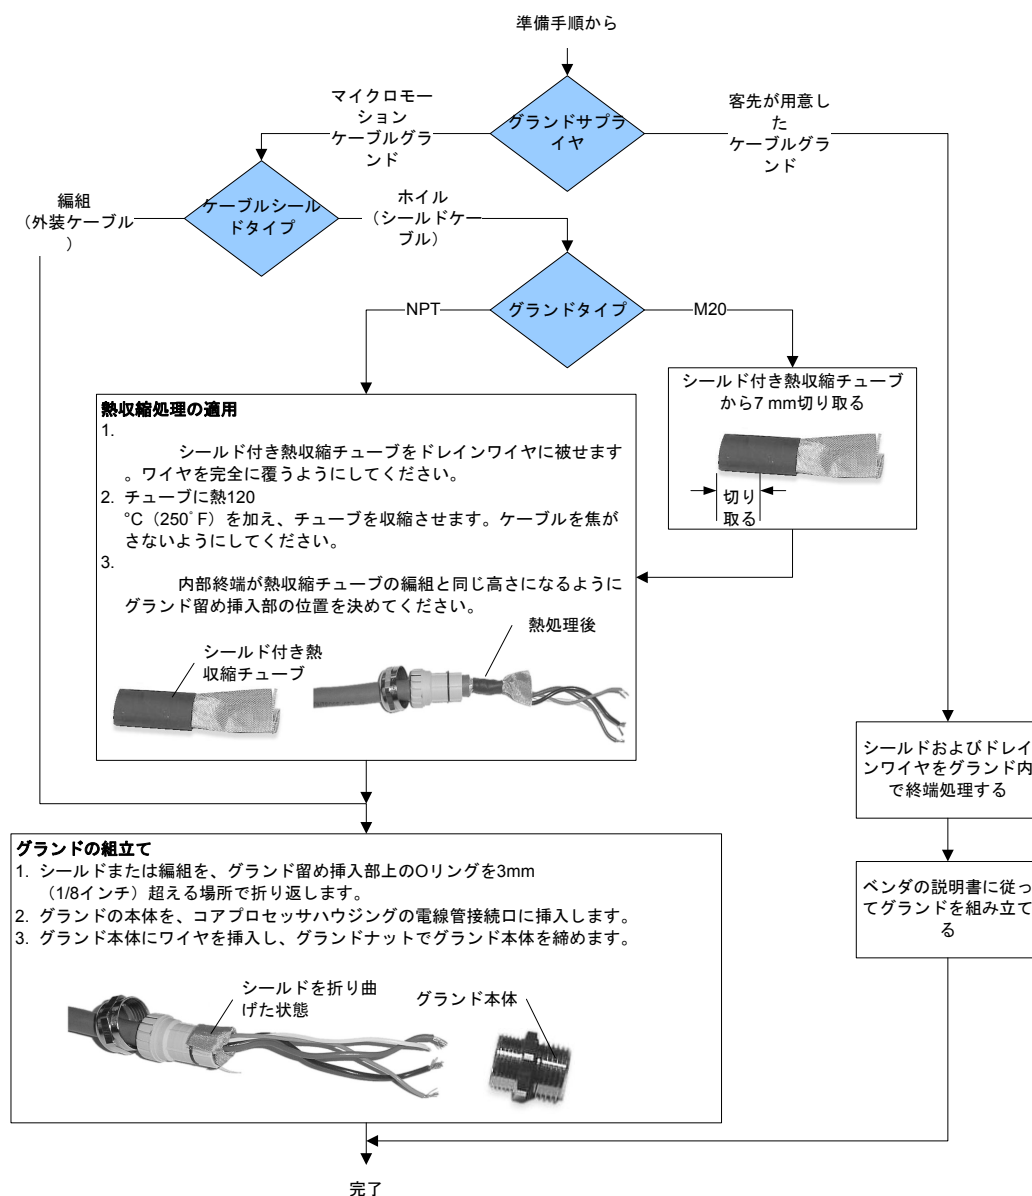 準備手順から
グランドサプラ
イヤ
マイクロモー
ション
ケーブルグラ
ンド
客先が用意し
た
ケーブルグラ
ンド
ケーブルシール
ドタイプ
編組
（外装ケーブル
）
ホイル
（シールドケー
ブル）
グランドタイプ
NPT
M20
シールド付き熱収縮チューブ
から7 mm切り取る
切り
取る
熱収縮処理の適用
1.
シールド付き熱収縮チューブをドレインワイヤに被せます
。ワイヤを完全に覆うようにしてください。
2. チューブに熱120
°C（250°F）を加え、チューブを収縮させます。ケーブルを焦が
さないようにしてください。
3.
内部終端が熱収縮チューブの編組と同じ高さになるように
グランド留め挿入部の位置を決めてください。
シールド付き熱
収縮チューブ
熱処理後
シールドおよびドレイ
ンワイヤをグランド内
で終端処理する
ベンダの説明書に従っ
てグランドを組み立て
る
グランドの組立て
1. シールドまたは編組を、グランド留め挿入部上のOリングを3mm
（1/8インチ）超える場所で折り返します。
2. グランドの本体を、コアプロセッサハウジングの電線管接続口に挿入します。
3. グランド本体にワイヤを挿入し、グランドナットでグランド本体を締めます。
シールドを折り曲
げた状態
グランド本体
完了